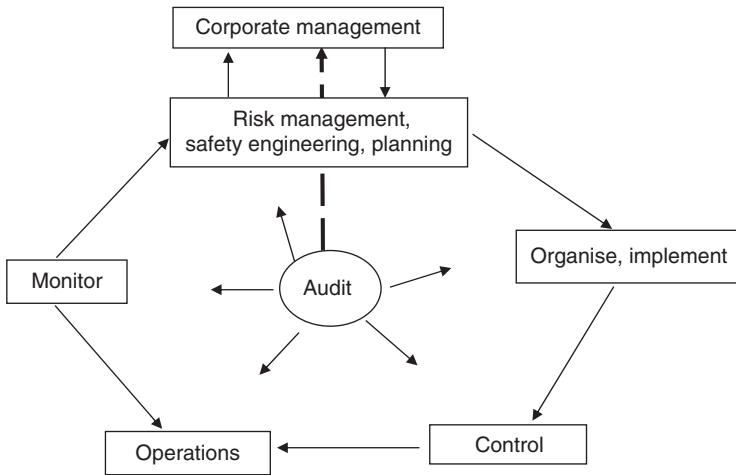 Corporate management
Risk management,
safety engineering, planning
Organise, implement
Monitor
Audit
Operations
Control